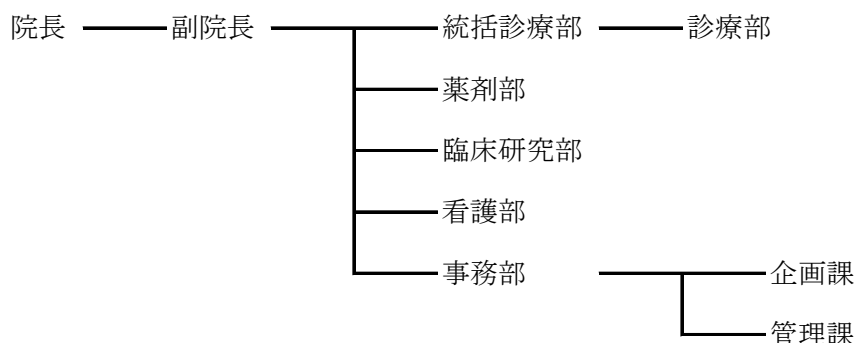 院長 副院長 統括診療部 診療部
薬剤部
臨床研究部
看護部
事務部 企画課
管理課